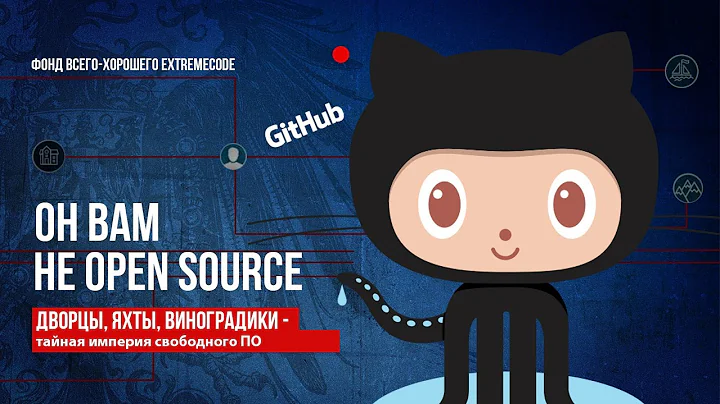 ФОНД ВСЕГО-ХОРОШЕГО EXTREMECODE
GitHub
ОН ВАМ
НЕ OPEN SOURCE
ДВОРЦЫ, ЯХТЫ, ВИНОГРАДИКИ -
тайная империя свободного ПО